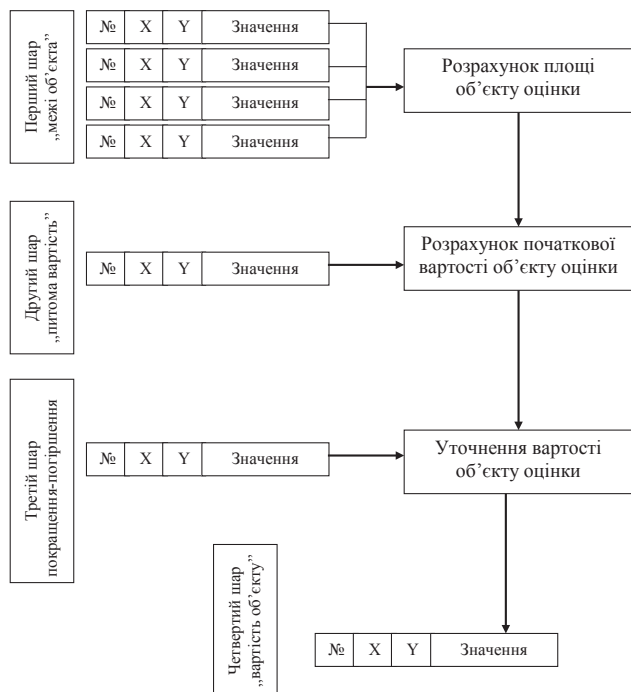 Перший шар
„межі об’єкта”
№ X Y Значення
№ X Y Значення
№ X Y Значення
№ X Y Значення
Розрахунок площі
об’єкту оцінки
Другий шар
„питома вартість”
№ X Y Значення
Розрахунок початкової
вартості об’єкту оцінки
Третій шар
покращення-погіршення
№ X Y Значення
Уточнення вартості
об’єкту оцінки
Четвертий шар
„вартість об’єкту”
№ X Y Значення